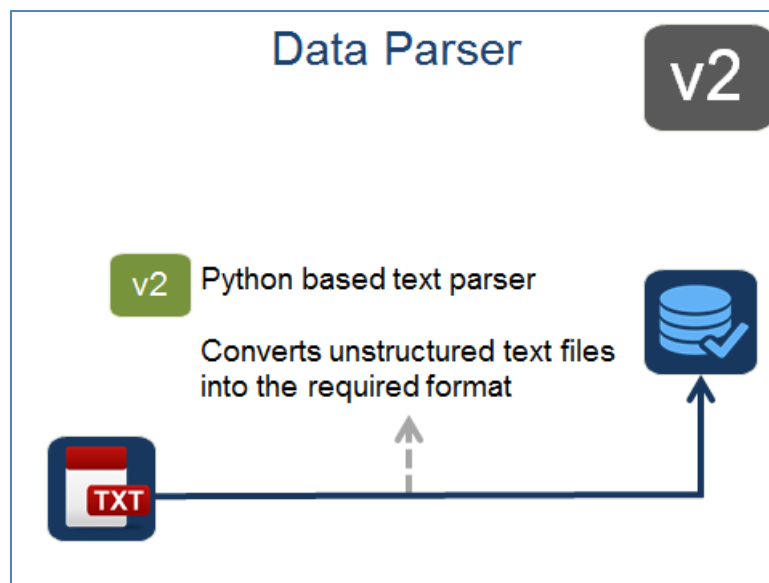 Data Parser
v2
v2
Python based text parser
Converts unstructured text files
into the required format
TXT